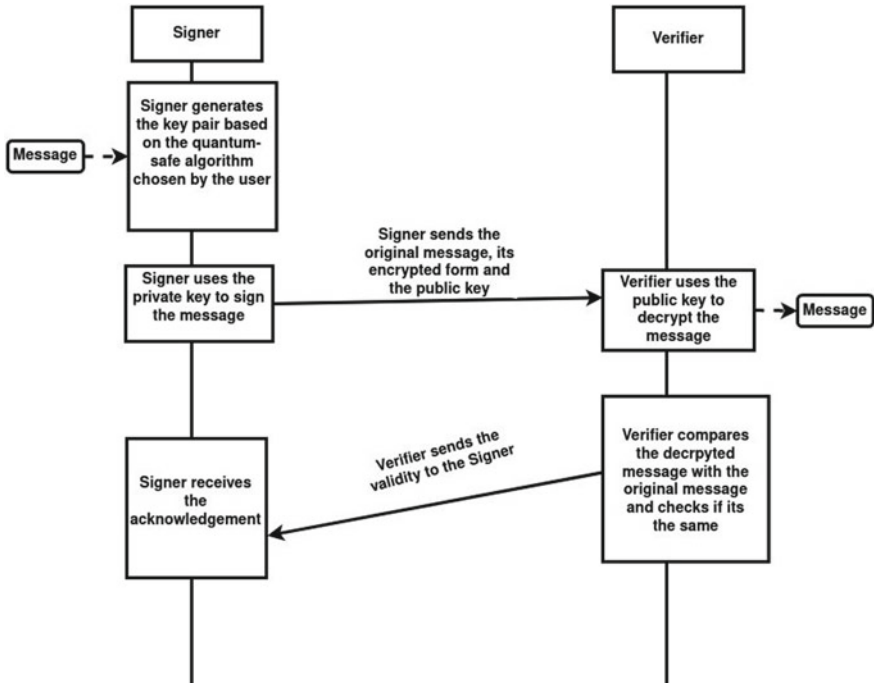 Signer
Verifier
Signer generates
the key pair based
on the quantum-
safe algorithm
chosen by the user
Message
Signer sends the
original message, its
encrypted form and
the public key
Signer uses the
private key to sign
the message
Verifier uses the
public key to
decrypt the
message
Message
Verifier sends the
validity to the Signer
Verifier compares
the decrpyted
message with the
original message
and checks if its
the same
Signer receives
the
acknowledgement